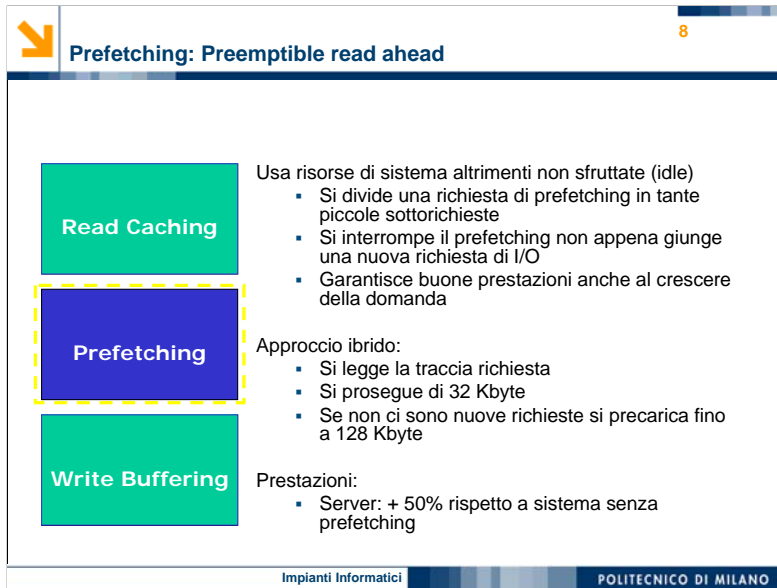 8
Prefetching: Preemptible read ahead
Read Caching
Prefetching
Write Buffering
Usa risorse di sistema altrimenti non sfruttate (idle)
▪ Si divide una richiesta di prefetching in tante
piccole sottorichieste
▪ Si interrompe il prefetching non appena giunge
una nuova richiesta di I/O
▪ Garantisce buone prestazioni anche al crescere
della domanda
Approccio ibrido:
▪ Si legge la traccia richiesta
▪ Si prosegue di 32 Kbyte
▪ Se non ci sono nuove richieste si precarica fino
a 128 Kbyte
Prestazioni:
▪ Server: + 50% rispetto a sistema senza
prefetching
Impianti Informatici
POLITECNICO DI MILANO